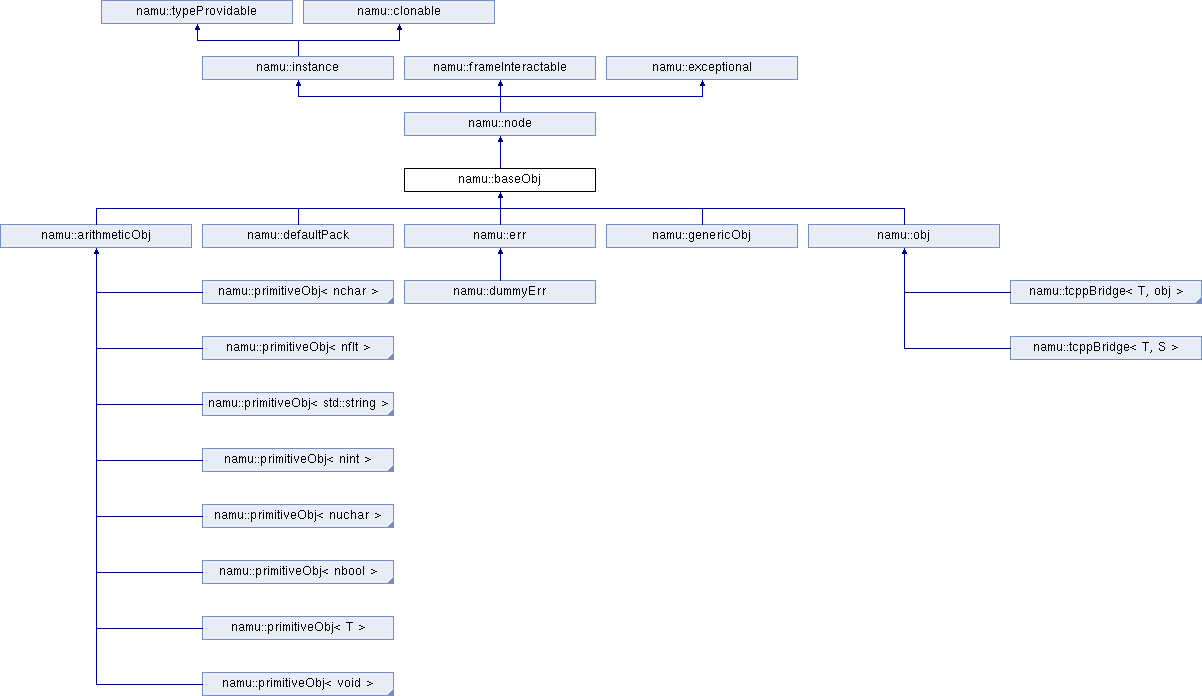 namu::typeProvidable
namu::clonable
namu::instance
namu::frameInteractable
namu::exceptional
namu::node
namu::baseObj
namu::arithmeticObj
namu::defaultPack
namu::err
namu::genericObj
namu::obj
namu::primitiveObj< nchar >
namu::dummyErr
namu::tcppBridge< T, obj >
namu::primitiveObj< nflt >
namu::tcppBridge< T, S >
namu::primitiveObj< std::string >
namu::primitiveObj< nint >
namu::primitiveObj< nuchar >
namu::primitiveObj< nbool >
namu::primitiveObj< T >
namu::primitiveObj< void >